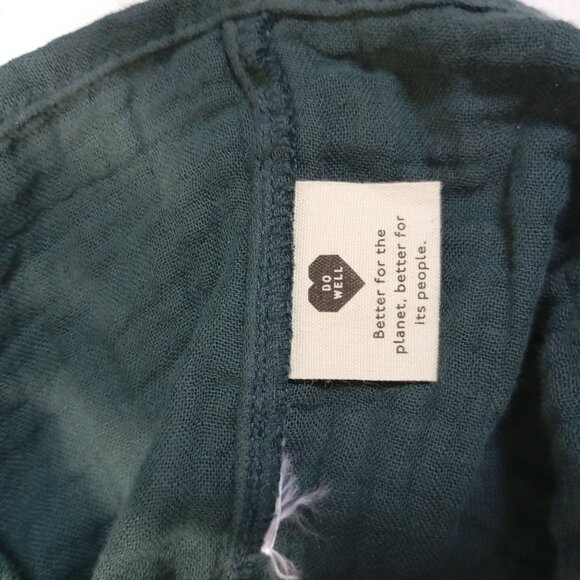 DO
WELL
Better for the
planet, better for
its people.